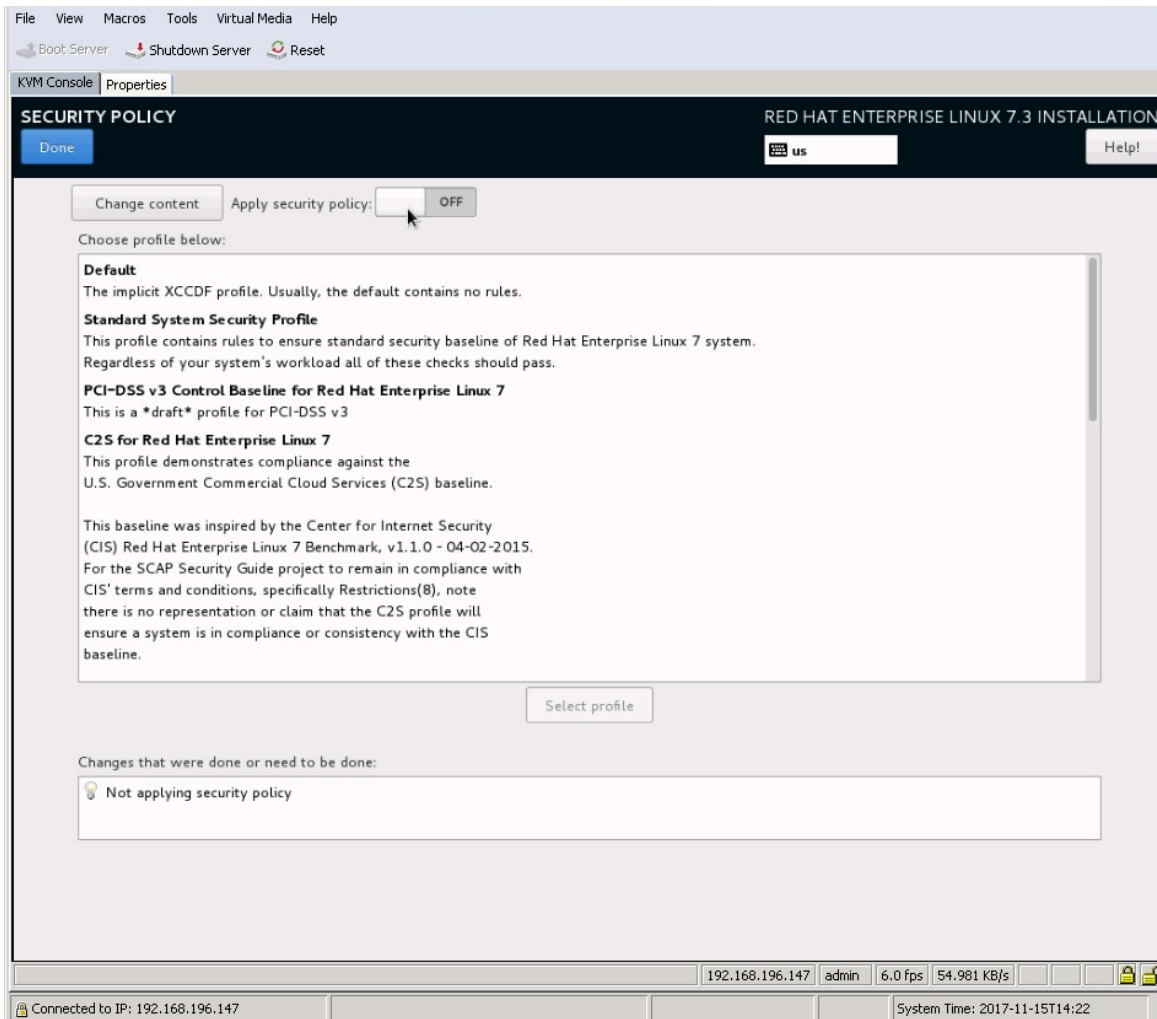 File View Macros Tools Virtual Media Help
Boot Server Shutdown Server Reset
KVM Console Properties
SECURITY POLICY RED HAT ENTERPRISE LINUX 7.3 INSTALLATION
Done us Help!
Change content Apply security policy: OFF
Choose profile below:
Default
The implicit XCCDF profile. Usually, the default contains no rules.
Standard System Security Profile
This profile contains rules to ensure standard security baseline of Red Hat Enterprise Linux 7 system.
Regardless of your system's workload all of these checks should pass.
PCI-DSS v3 Control Baseline for Red Hat Enterprise Linux 7
This is a *draft* profile for PCI-DSS v3
C2S for Red Hat Enterprise Linux 7
This profile demonstrates compliance against the
U.S. Government Commercial Cloud Services (C2S) baseline.
This baseline was inspired by the Center for Internet Security
(CIS) Red Hat Enterprise Linux 7 Benchmark, v1.1.0 - 04-02-2015.
For the SCAP Security Guide project to remain in compliance with
CIS' terms and conditions, specifically Restrictions(8), note
there is no representation or claim that the C2S profile will
ensure a system is in compliance or consistency with the CIS
baseline.
Select profile
Changes that were done or need to be done:
Not applying security policy
192.168.196.147 admin 6.0 fps 54.981 KB/s
Connected to IP: 192.168.196.147 System Time: 2017-11-15T14:22